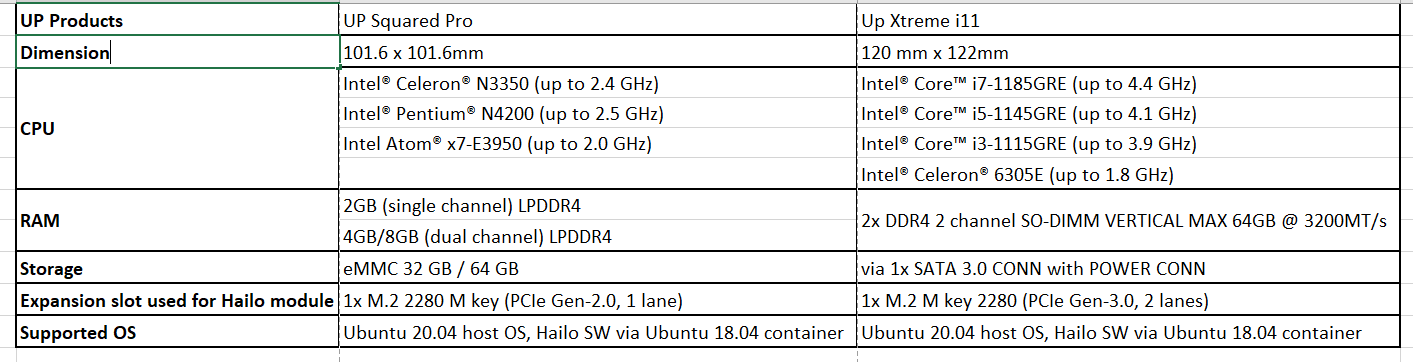 UP Products UP Squared Pro Up Xtreme i11
Dimension 101.6 x 101.6mm 120 mm x 122mm
CPU
Intel® Celeron® N3350 (up to 2.4 GHz)
Intel® Pentium® N4200 (up to 2.5 GHz)
Intel Atom® x7-E3950 (up to 2.0 GHz)
Intel® Core™ i7-1185GRE (up to 4.4 GHz)
Intel® Core™ i5-1145GRE (up to 4.1 GHz)
Intel® Core™ i3-1115GRE (up to 3.9 GHz)
Intel® Celeron® 6305E (up to 1.8 GHz)
RAM
2GB (single channel) LPDDR4
4GB/8GB (dual channel) LPDDR4
2x DDR4 2 channel SO-DIMM VERTICAL MAX 64GB @ 3200MT/s
Storage eMMC 32 GB / 64 GB via 1x SATA 3.0 CONN with POWER CONN
Expansion slot used for Hailo module 1x M.2 2280 M key (PCIe Gen-2.0, 1 lane) 1x M.2 M key 2280 (PCIe Gen-3.0, 2 lanes)
Supported OS Ubuntu 20.04 host OS, Hailo SW via Ubuntu 18.04 container Ubuntu 20.04 host OS, Hailo SW via Ubuntu 18.04 container